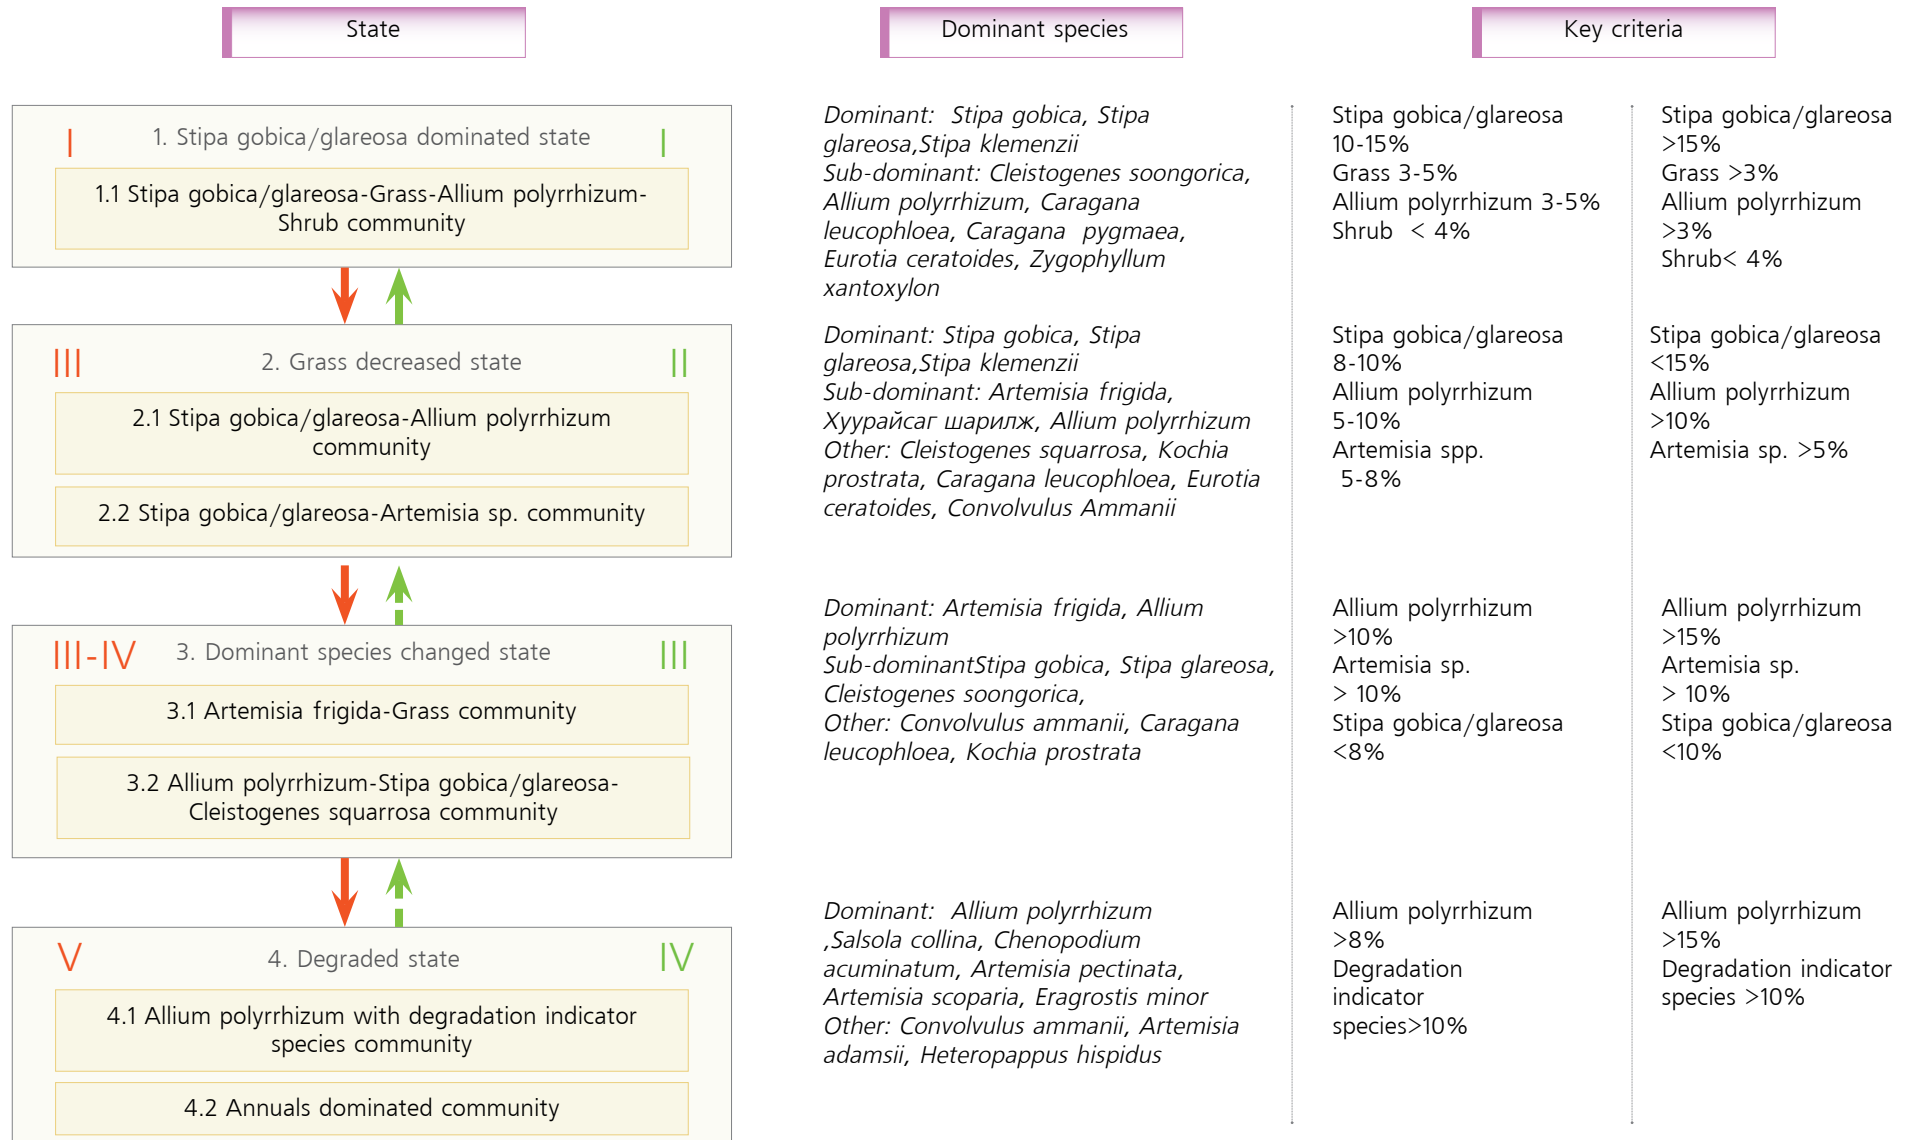 State
Dominant species
Key criteria
I
1. Stipa gobica/glareosa dominated state
I
1.1 Stipa gobica/glareosa-Grass-Allium polyrrhizum-
Shrub community
Dominant:  Stipa gobica, Stipa
glareosa,Stipa klemenzii
Sub-dominant: Cleistogenes soongorica,
Allium polyrrhizum, Caragana
leucophloea, Caragana  pygmaea,
Eurotia ceratoides, Zygophyllum
xantoxylon
Stipa gobica/glareosa
10-15%
Grass 3-5%
Allium polyrrhizum 3-5%
Shrub  < 4%
Stipa gobica/glareosa
>15%
Grass >3%
Allium polyrrhizum
>3%
Shrub< 4%
III
2. Grass decreased state
II
2.1 Stipa gobica/glareosa-Allium polyrrhizum
community
2.2 Stipa gobica/glareosa-Artemisia sp. community
Dominant: Stipa gobica, Stipa
glareosa,Stipa klemenzii
Sub-dominant: Artemisia frigida,
Хуурайсаг шарилж, Allium polyrrhizum
Other: Cleistogenes squarrosa, Kochia
prostrata, Caragana leucophloea, Eurotia
ceratoides, Convolvulus Ammanii
Stipa gobica/glareosa
8-10%
Allium polyrrhizum
5-10%
Artemisia spp.
5-8%
Stipa gobica/glareosa
<15%
Allium polyrrhizum
>10%
Artemisia sp. >5%
III-IV
3. Dominant species changed state
III
3.1 Artemisia frigida-Grass community
3.2 Allium polyrrhizum-Stipa gobica/glareosa-
Cleistogenes squarrosa community
Dominant: Artemisia frigida, Allium
polyrrhizum
Sub-dominantStipa gobica, Stipa glareosa,
Cleistogenes soongorica,
Other: Convolvulus ammanii, Caragana
leucophloea, Kochia prostrata
Allium polyrrhizum
>10%
Artemisia sp.
> 10%
Stipa gobica/glareosa
<8%
Allium polyrrhizum
>15%
Artemisia sp.
> 10%
Stipa gobica/glareosa
<10%
V
4. Degraded state
IV
4.1 Allium polyrrhizum with degradation indicator
species community
4.2 Annuals dominated community
Dominant:  Allium polyrrhizum
,Salsola collina, Chenopodium
acuminatum, Artemisia pectinata,
Artemisia scoparia, Eragrostis minor
Other: Convolvulus ammanii, Artemisia
adamsii, Heteropappus hispidus
Allium polyrrhizum
>8%
Degradation
indicator
species>10%
Allium polyrrhizum
>15%
Degradation indicator
species >10%